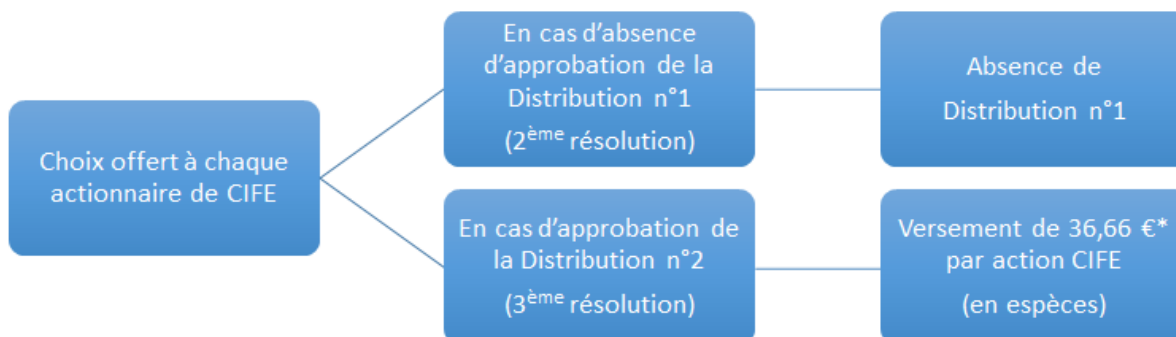 Choix offert à chaque
actionnaire de CIFE
En cas d'absence
d'approbation de la
Distribution n°1
(2ème résolution)
Absence de
Distribution n°1
En cas d'approbation de
la Distribution n°2
(3ème résolution)
Versement de 36,66 €*
par action CIFE
(en espèces)